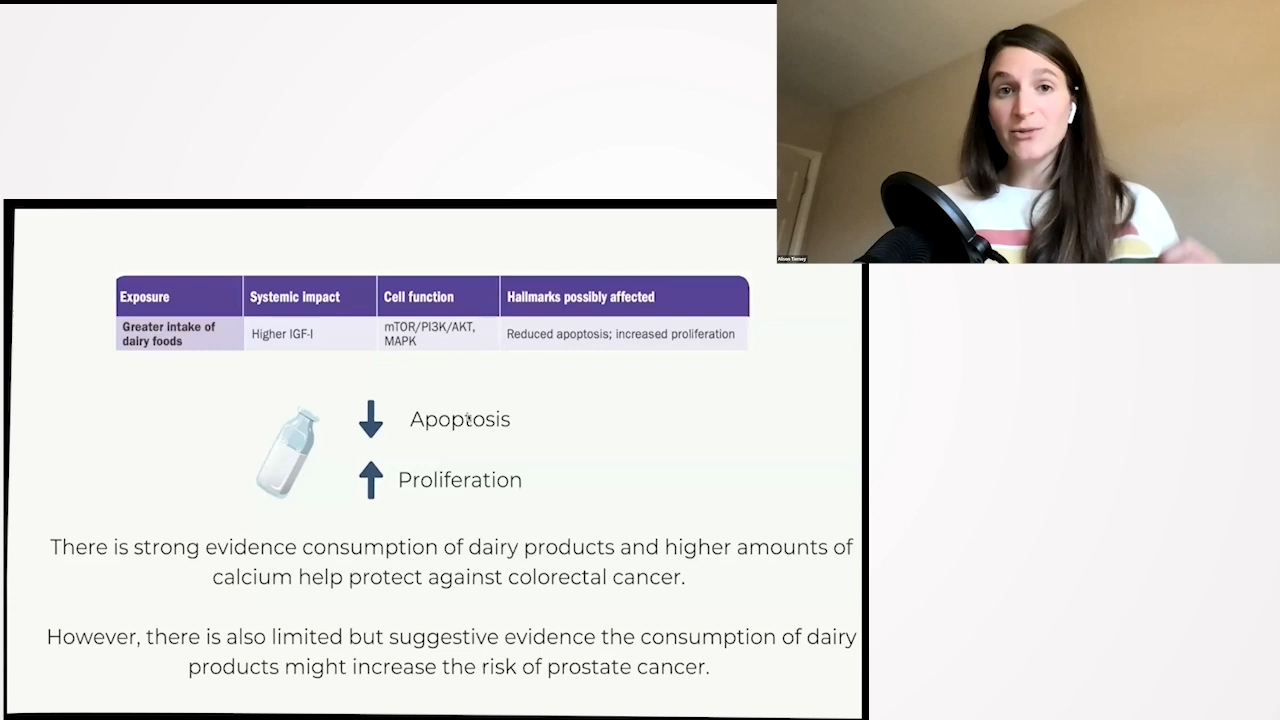 Alison Tierney
Exposure
Systemic impact
Cell function
Hallmarks possibly affected
Greater intake of
dairy foods
Higher IGF-I
mTOR/PI3K/AKT,
MAPK
Reduced apoptosis; increased proliferation
Apoptosis
Proliferation
There is strong evidence consumption of dairy products and higher amounts of
calcium help protect against colorectal cancer.
However, there is also limited but suggestive evidence the consumption of dairy
products might increase the risk of prostate cancer.